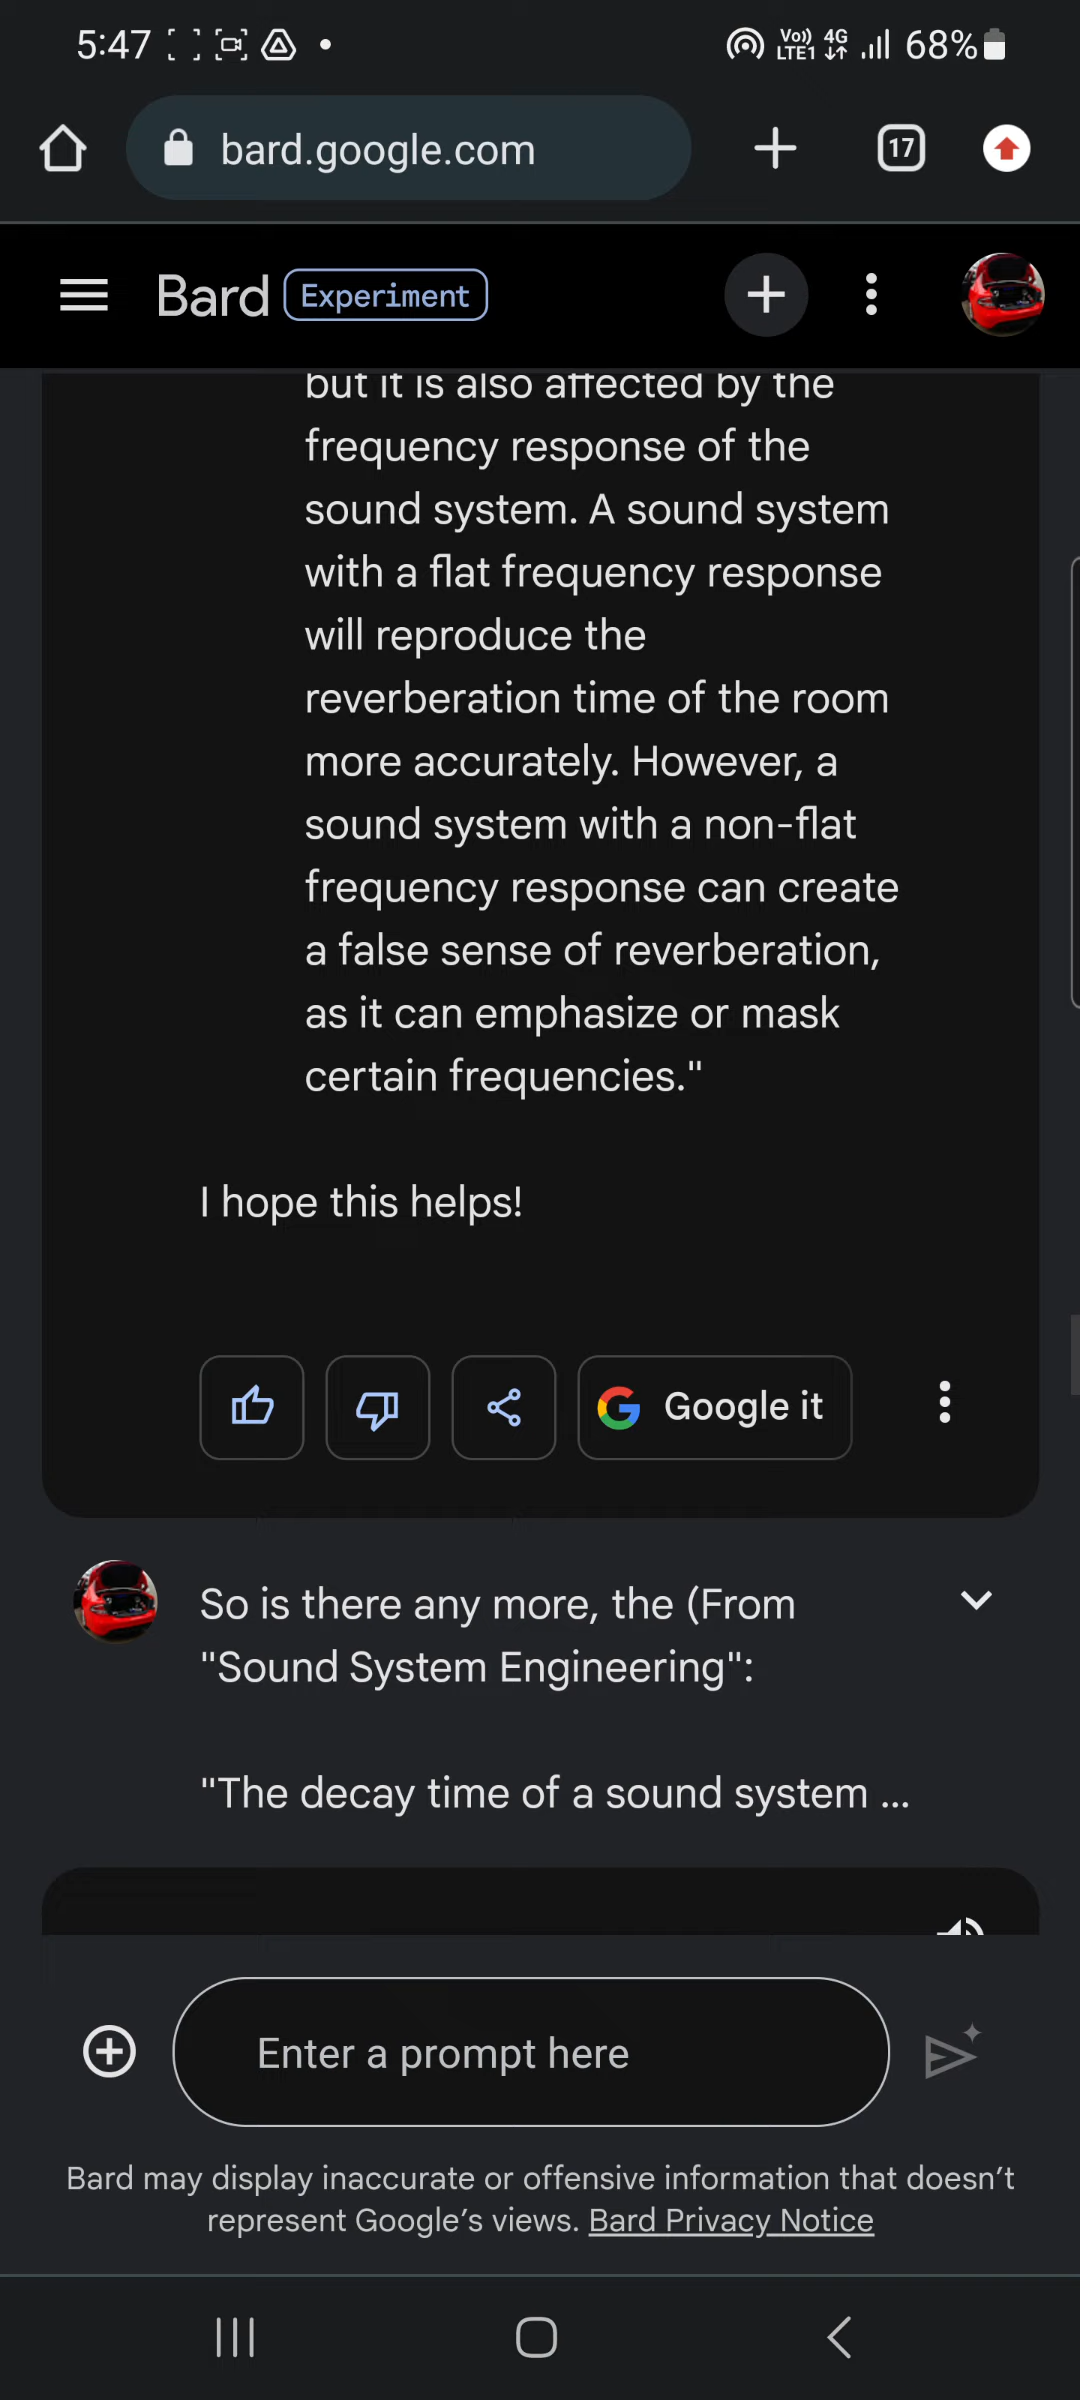 5:47
Vo)) LTE1 4G 68%
bard.google.com
17
Bard Experiment
but it is also affected by the
frequency response of the
sound system. A sound system
with a flat frequency response
will reproduce the
reverberation time of the room
more accurately. However, a
sound system with a non-flat
frequency response can create
a false sense of reverberation,
as it can emphasize or mask
certain frequencies."
I hope this helps!
Google it
So is there any more, the (From
"Sound System Engineering":
"The decay time of a sound system ...
Enter a prompt here
Bard may display inaccurate or offensive information that doesn't
represent Google's views. Bard Privacy Notice